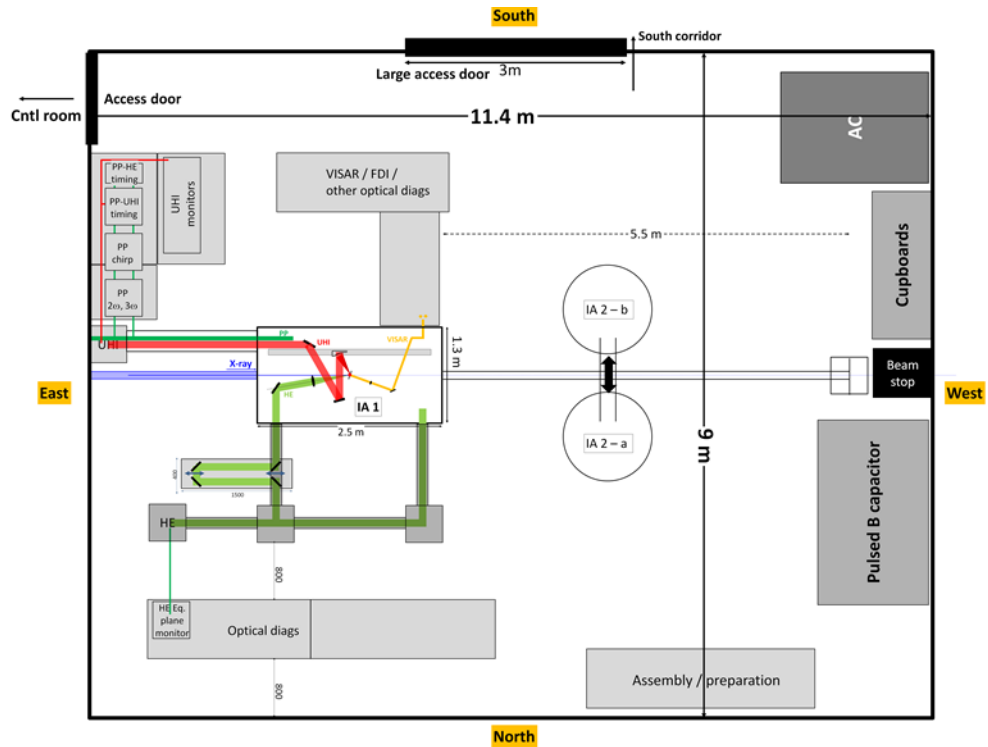 South
South corridor
3m
Large access door
Access door
Cntl room
11.4 m
AC
PP-HE
timing
PP-UHI
timing
PP
chirp
PP
2ω, 3ω
UHI
monitors
VISAR / FDI /
other optical diags
5.5 m
Cupboards
IA 2 – b
UHI
PP
UHI
VISAR
1.3 m
X-ray
HE
IA 1
2.5 m
Beam
stop
East
West
IA 2 – a
9 m
400
1500
HE
Pulsed B capacitor
800
HE Eq.
plane
monitor
Optical diags
800
Assembly / preparation
North